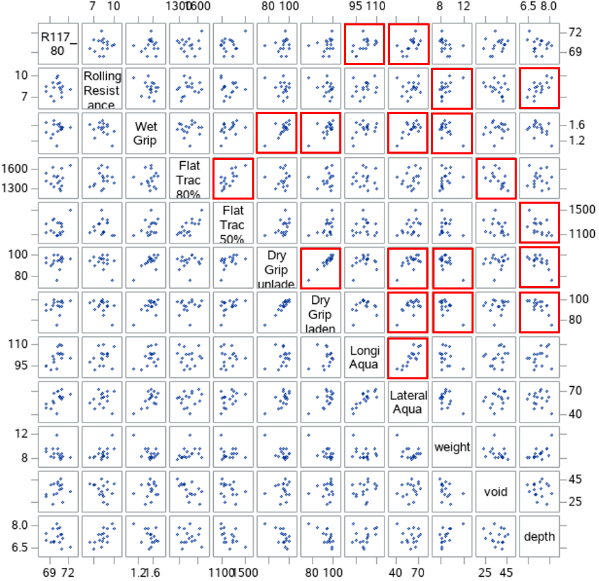 7 10 1300 1600 80 100 95 110 8 12 6.5 8.0
R117
80
72
69
10
7
Rolling
Resist
ance
Wet
Grip
1.6
1.2
1600
1300
Flat
Trac
80%
Flat
Trac
50%
1500
1100
100
80
Dry
Grip
unlade
Dry
Grip
laden
100
80
110
95
Longi
Aqua
Lateral
Aqua
70
40
12
8
weight
void
45
25
8.0
6.5
depth
69 72 1.2 1.6 1100 1500 80 100 40 70 25 45